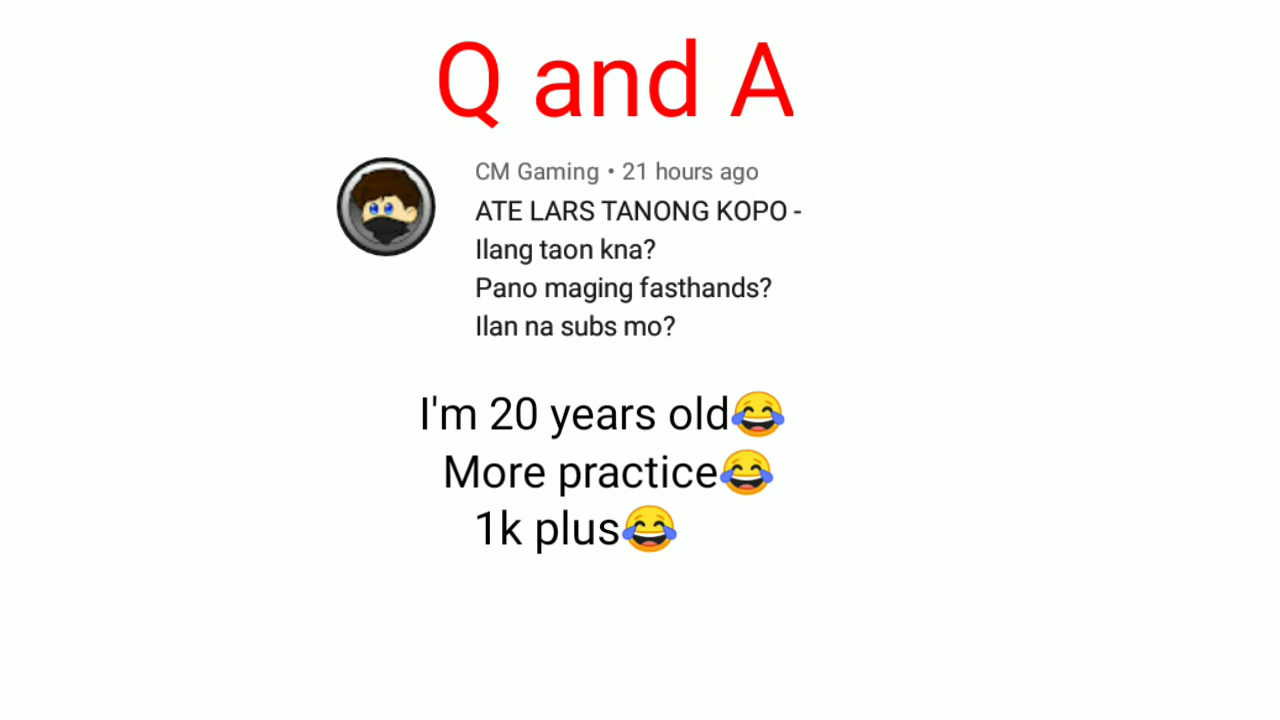 Q and A
CM Gaming • 21 hours ago
ATE LARS TANONG KOPO -
Ilang taon kna?
Pano maging fasthands?
Ilan na subs mo?
I'm 20 years old😂
More practice😂
1k plus😂